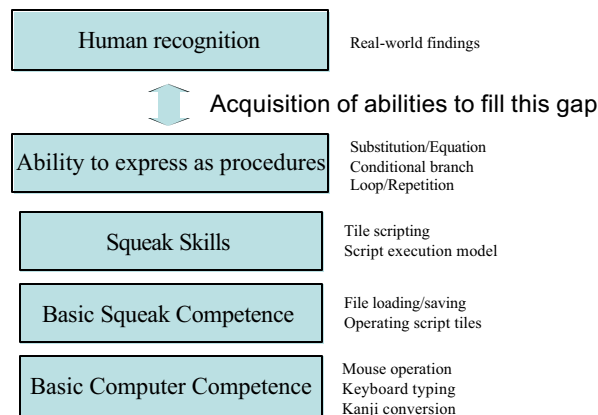 Human recognition
Real-world findings
Acquisition of abilities to fill this gap
Ability to express as procedures
Substitution/Equation
Conditional branch
Loop/Repetition
Squeak Skills
Tile scripting
Script execution model
Basic Squeak Competence
File loading/saving
Operating script tiles
Basic Computer Competence
Mouse operation
Keyboard typing
Kanji conversion